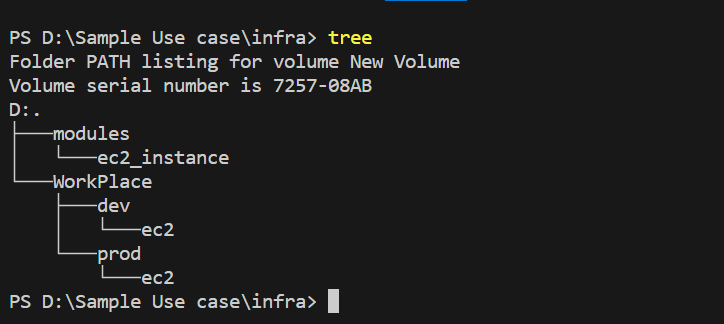 PS D:\Sample Use case\infra> tree
Folder PATH listing for volume New Volume
Volume serial number is 7257-08AB
D:.
├───modules
│   └───ec2_instance
└───WorkPlace
    ├───dev
    │   └───ec2
    └───prod
        └───ec2
PS D:\Sample Use case\infra>